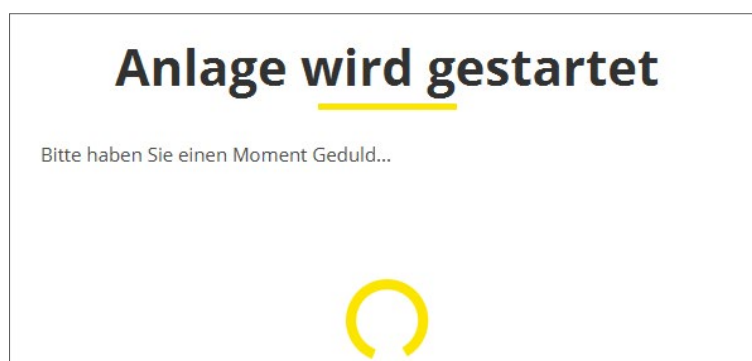 Anlage wird gestartet
Bitte haben Sie einen Moment Geduld...